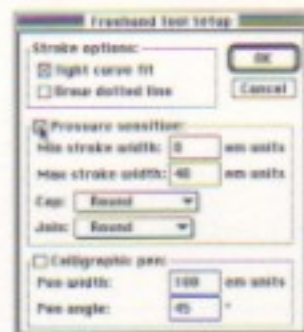 Freehand Tool Setup
Stroke options:
Tight curve fit
Draw dotted line
OK
Cancel
Pressure sensitive:
Min stroke width: 8 em units
Max stroke width: 40 em units
Cap: Round
Join: Round
Calligraphic pen:
Pen width: 100 em units
Pen angle: 45 °